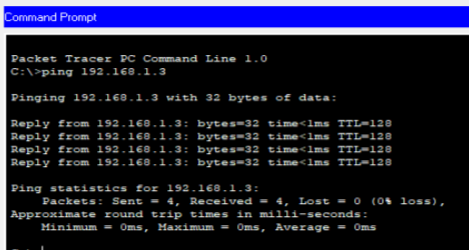 Command Prompt
Packet Tracer PC Command Line 1.0
C:\>ping 192.168.1.3
Pinging 192.168.1.3 with 32 bytes of data:
Reply from 192.168.1.3: bytes=32 time<1ms TTL=128
Reply from 192.168.1.3: bytes=32 time<1ms TTL=128
Reply from 192.168.1.3: bytes=32 time<1ms TTL=128
Reply from 192.168.1.3: bytes=32 time<1ms TTL=128
Ping statistics for 192.168.1.3:
Packets: Sent = 4, Received = 4, Lost = 0 (0% loss),
Approximate round trip times in milli-seconds:
Minimum = 0ms, Maximum = 0ms, Average = 0ms